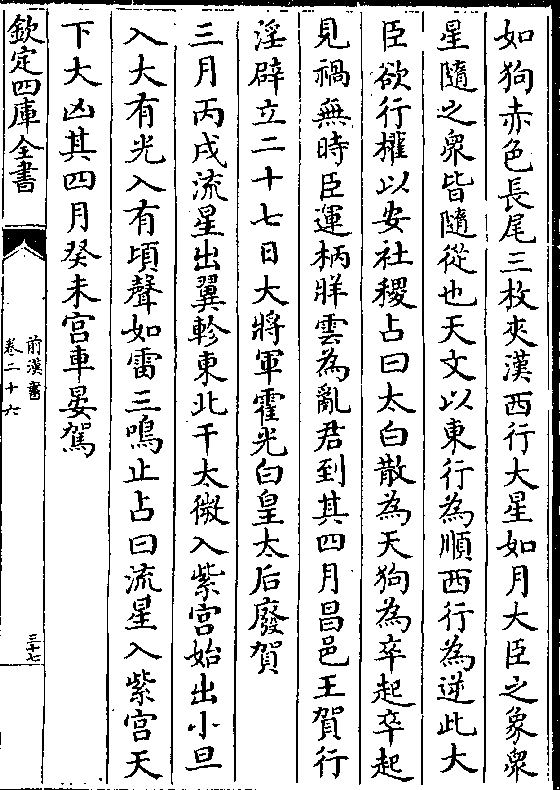 如狗赤色長尾三枚夾漢西行大星如月大臣之象衆
星隨之衆皆隨從也天文以東行為順西行為逆此大
臣欲行權以安社稷占曰太白散為天狗為卒起卒起
見禍無時臣運柄牂雲為亂君到其四月昌邑王賀行
淫辟立二十七日大將軍霍光白皇太后廢賀
三月丙戌流星出翼軫東北干太微入紫宮始出小旦
入大有光入有頃聲如雷三鳴止占曰流星入紫宮天
下大凶其四月癸未宮車晏駕
欽定四庫全書
前漢書
卷二十六
三十七